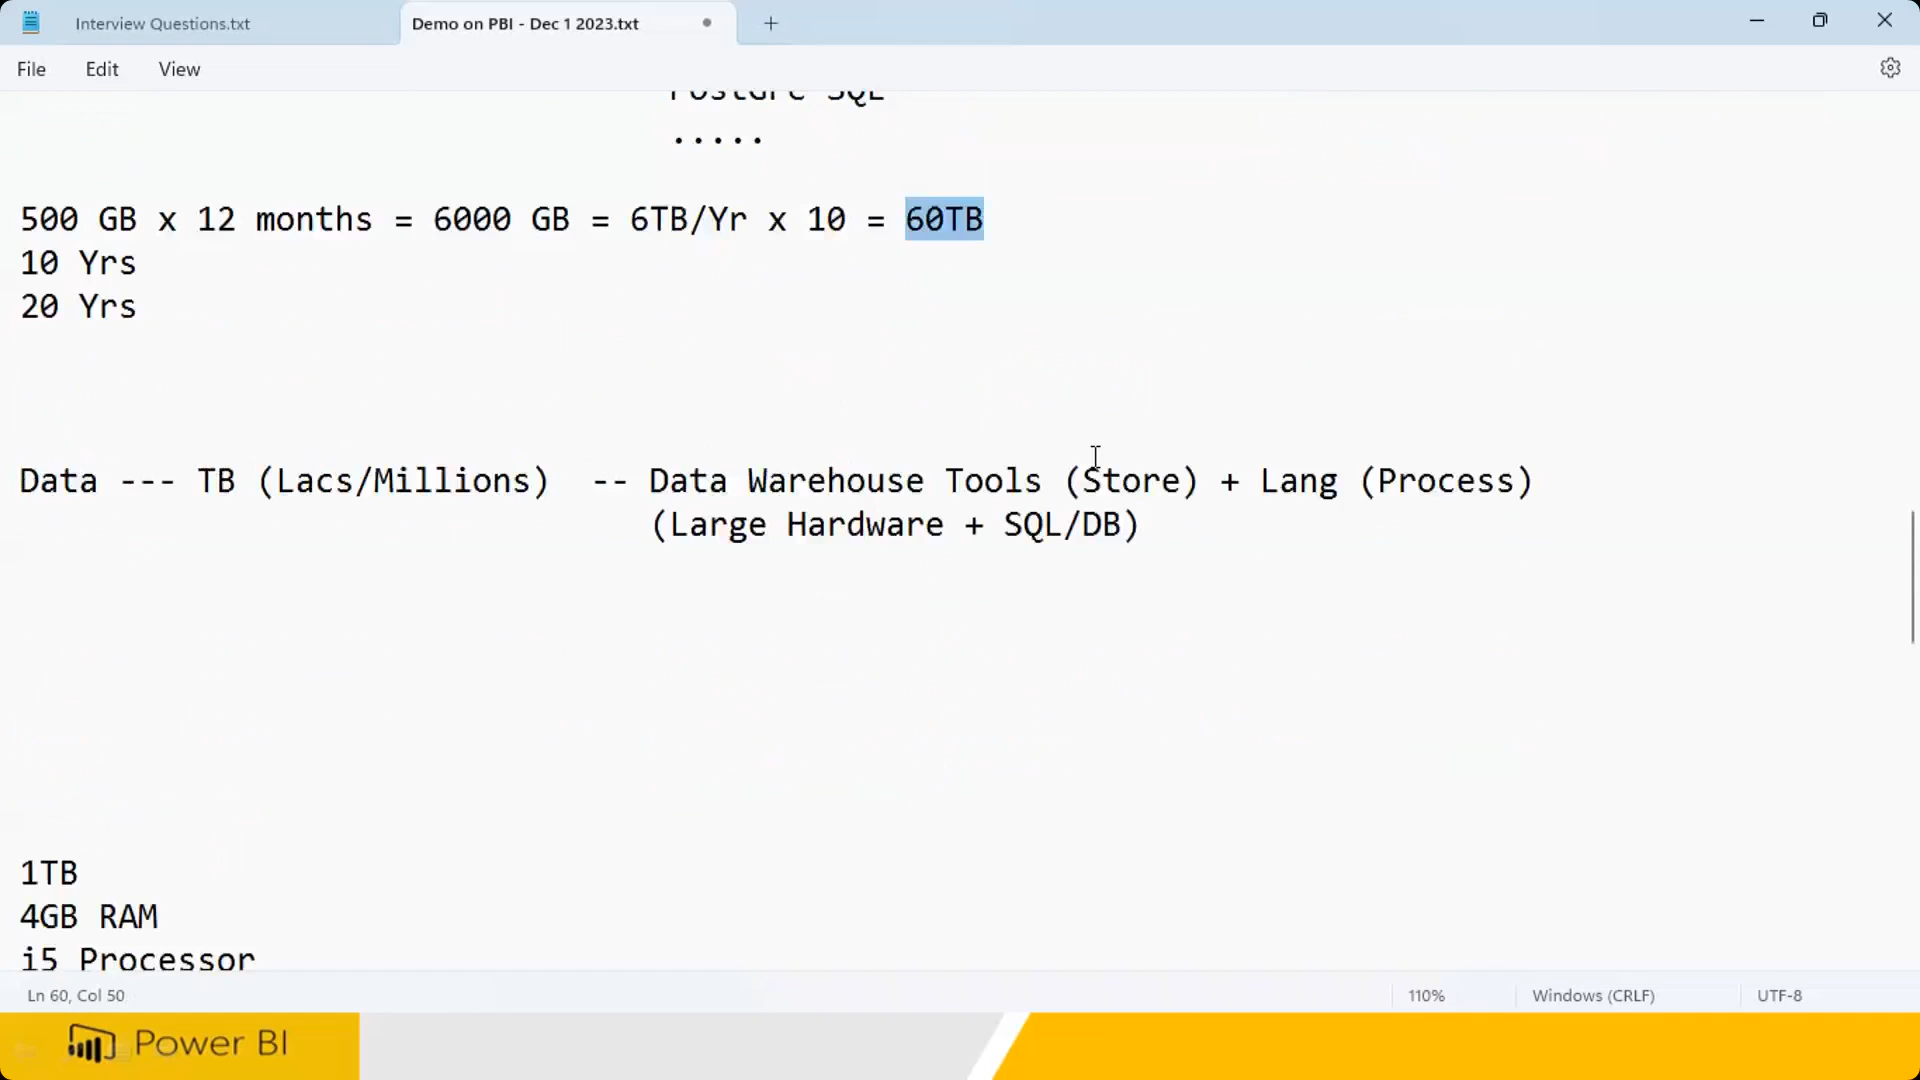 Interview Questions.txt
Demo on PBI - Dec 1 2023.txt
File Edit View
PostGre SQL
.....
500 GB x 12 months = 6000 GB = 6TB/Yr x 10 = 60TB
10 Yrs
20 Yrs
Data --- TB (Lacs/Millions)  -- Data Warehouse Tools (Store) + Lang (Process)
(Large Hardware + SQL/DB)
1TB
4GB RAM
i5 Processor
Ln 60, Col 50
110%
Windows (CRLF)
UTF-8
Power BI